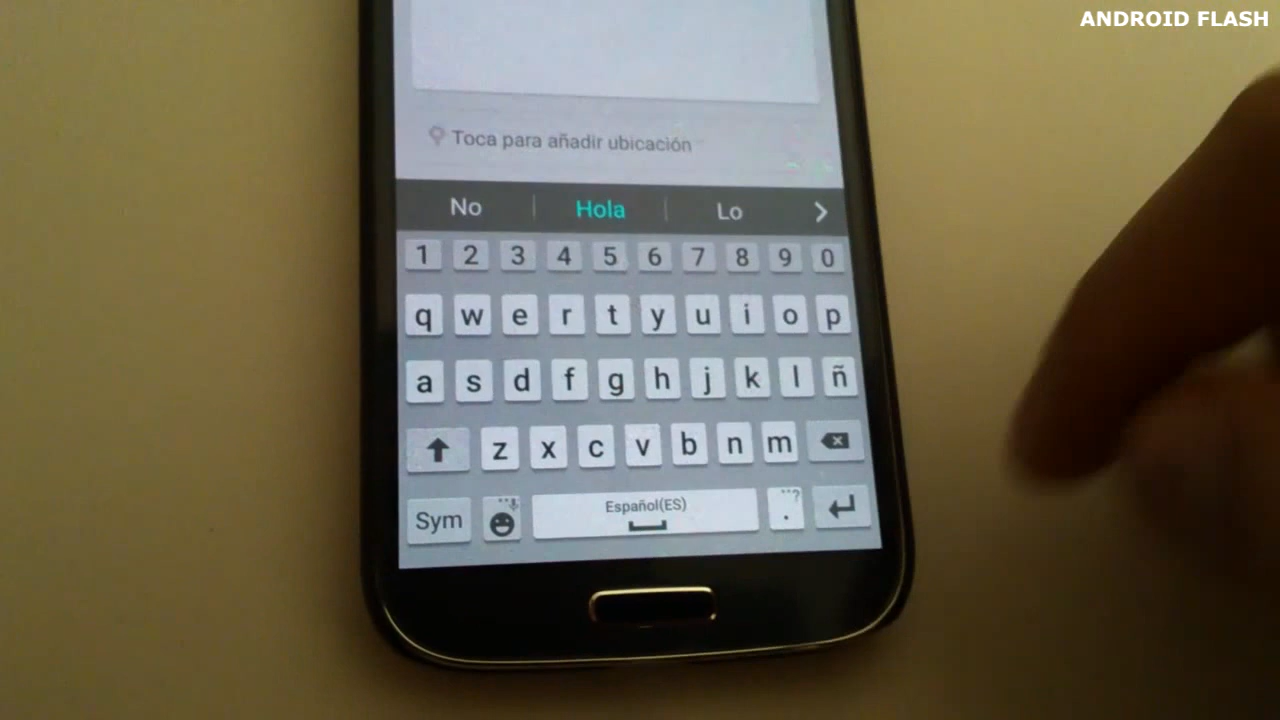 ANDROID FLASH
Toca para añadir ubicación
No Hola Lo
1 2 3 4 5 6 7 8 9 0
q w e r t y u i o p
a s d f g h j k l ñ
z x c v b n m
Sym Español(ES) . ?